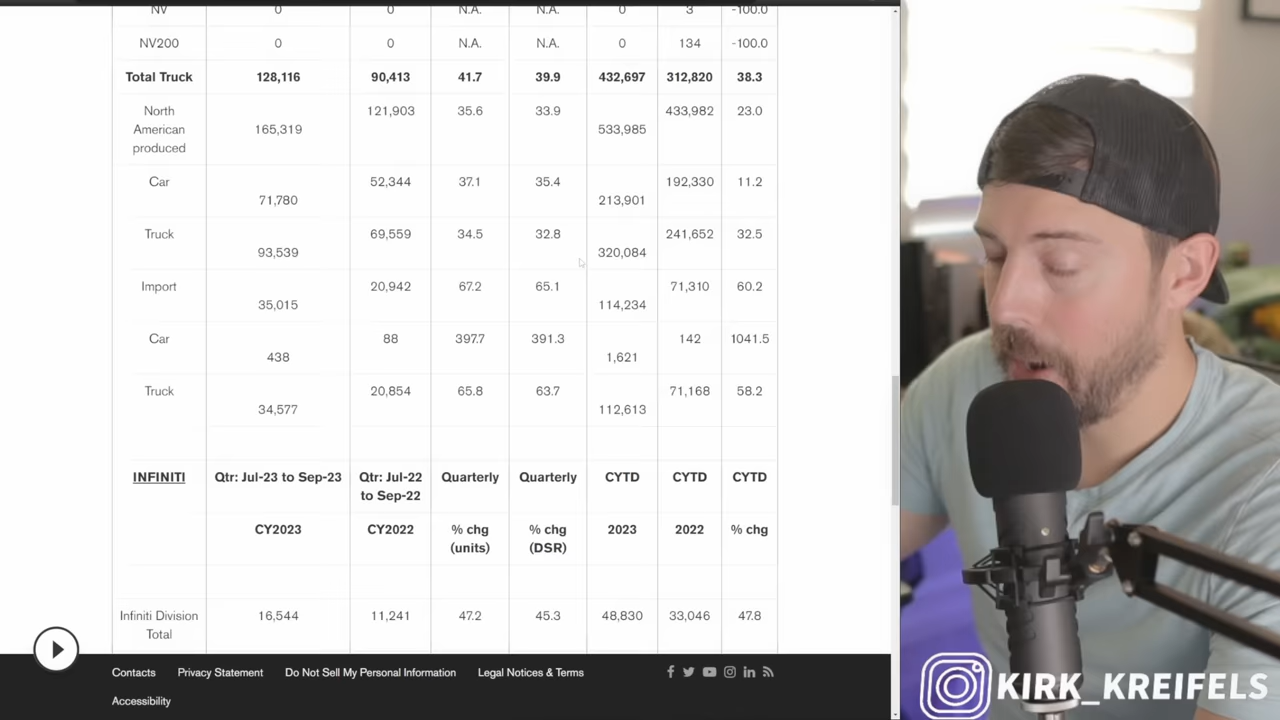 NV 0 0 N.A. N.A. 0 3 -100.0
NV200 0 0 N.A. N.A. 0 134 -100.0
Total Truck 128,116 90,413 41.7 39.9 432,697 312,820 38.3
North 121,903 35.6 33.9 433,982 23.0
American 165,319 533,985
produced
Car 52,344 37.1 35.4 192,330 11.2
71,780 213,901
Truck 69,559 34.5 32.8 241,652 32.5
93,539 320,084
Import 20,942 67.2 65.1 71,310 60.2
35,015 114,234
Car 88 397.7 391.3 142 1041.5
438 1,621
Truck 20,854 65.8 63.7 71,168 58.2
34,577 112,613
INFINITI Qtr: Jul-23 to Sep-23 Qtr: Jul-22 Quarterly Quarterly CYTD CYTD CYTD
to Sep-22
CY2023 CY2022 % chg % chg 2023 2022 % chg
(units) (DSR)
Infiniti Division 16,544 11,241 47.2 45.3 48,830 33,046 47.8
Total
Contacts Privacy Statement Do Not Sell My Personal Information Legal Notices & Terms
Accessibility
KIRK_KREIFELS